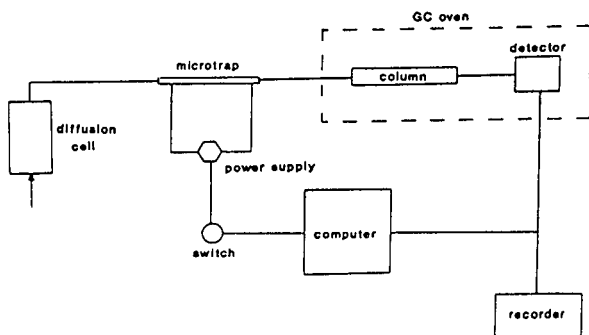 GC oven
detector
microtrap
column
diffusion
cell
power supply
switch
computer
recorder